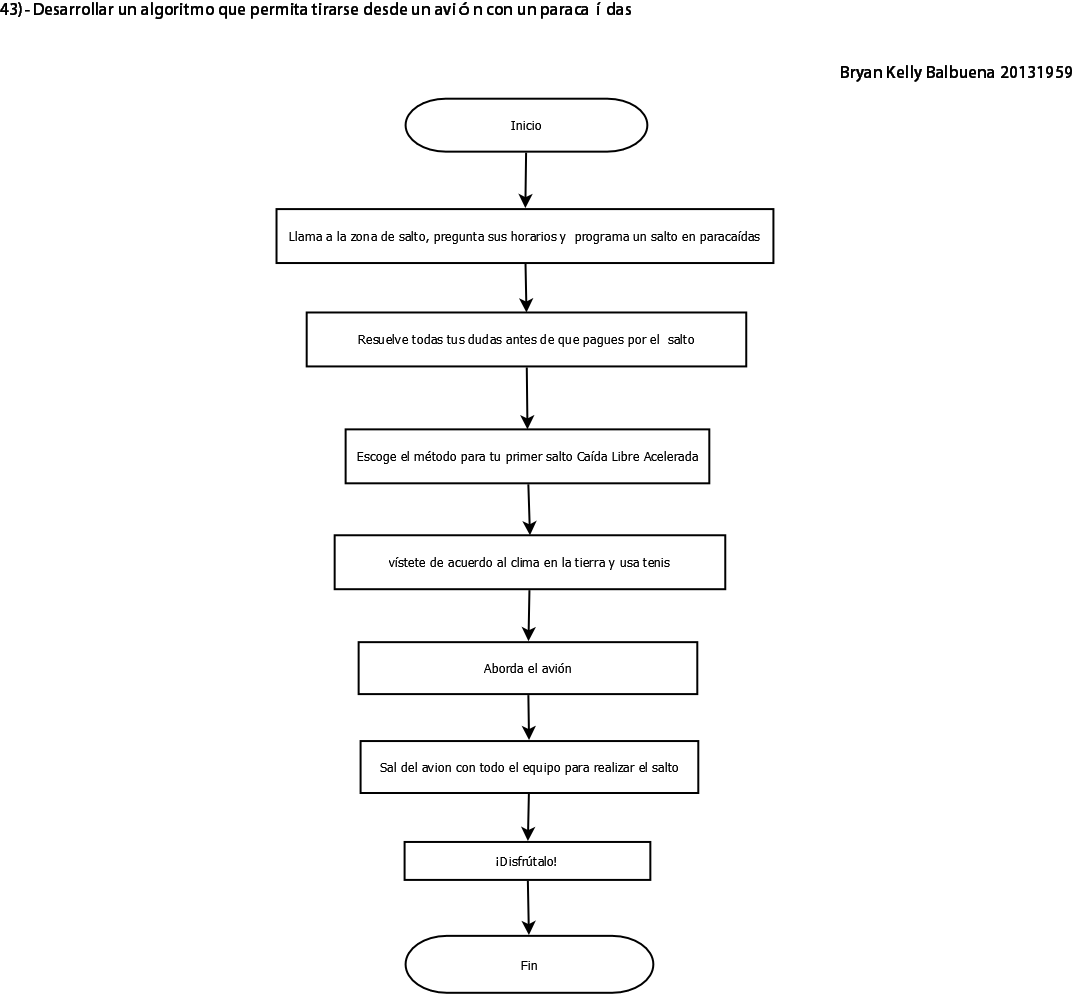 43)- Desarrollar un algoritmo que permita tirarse desde un avión con un paracaídas
Bryan Kelly Balbuena 20131959
Inicio
Llama a la zona de salto, pregunta sus horarios y programa un salto en paracaídas
Resuelve todas tus dudas antes de que pagues por el salto
Escoge el método para tu primer salto Caída Libre Acelerada
vístete de acuerdo al clima en la tierra y usa tenis
Aborda el avión
Sal del avion con todo el equipo para realizar el salto
¡Disfrútalo!
Fin